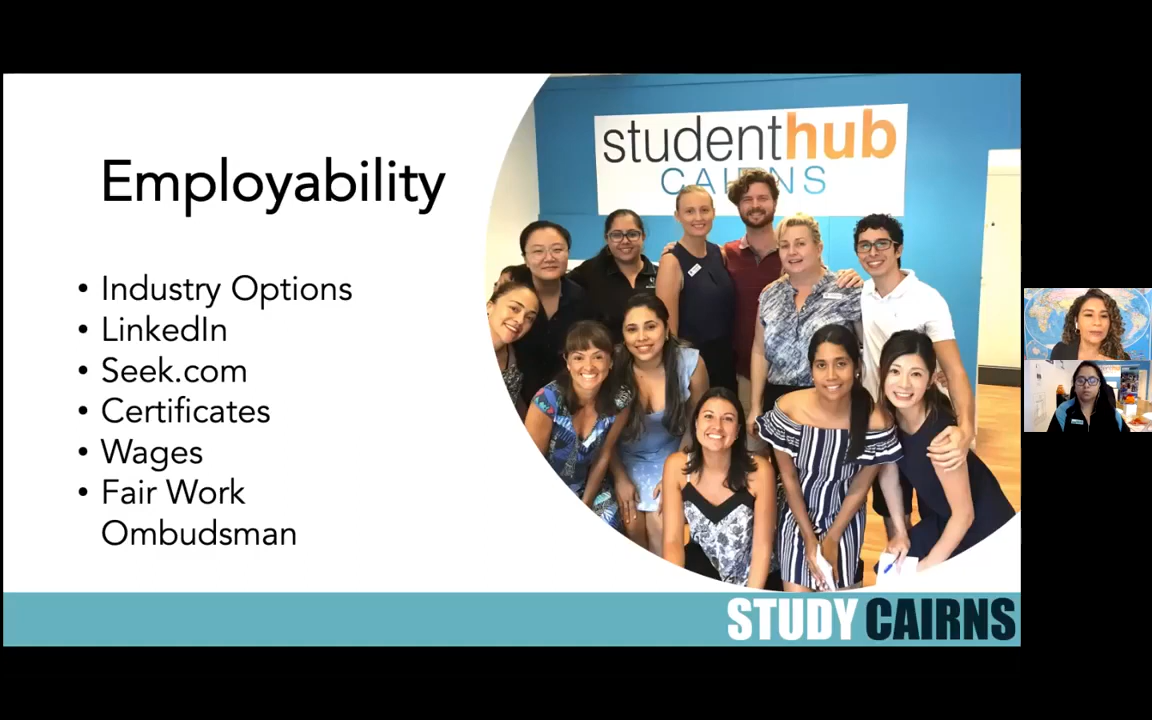 studenthub
CAIRNS
Employability
• Industry Options
• LinkedIn
• Seek.com
• Certificates
• Wages
• Fair Work
Ombudsman
STUDY CAIRNS